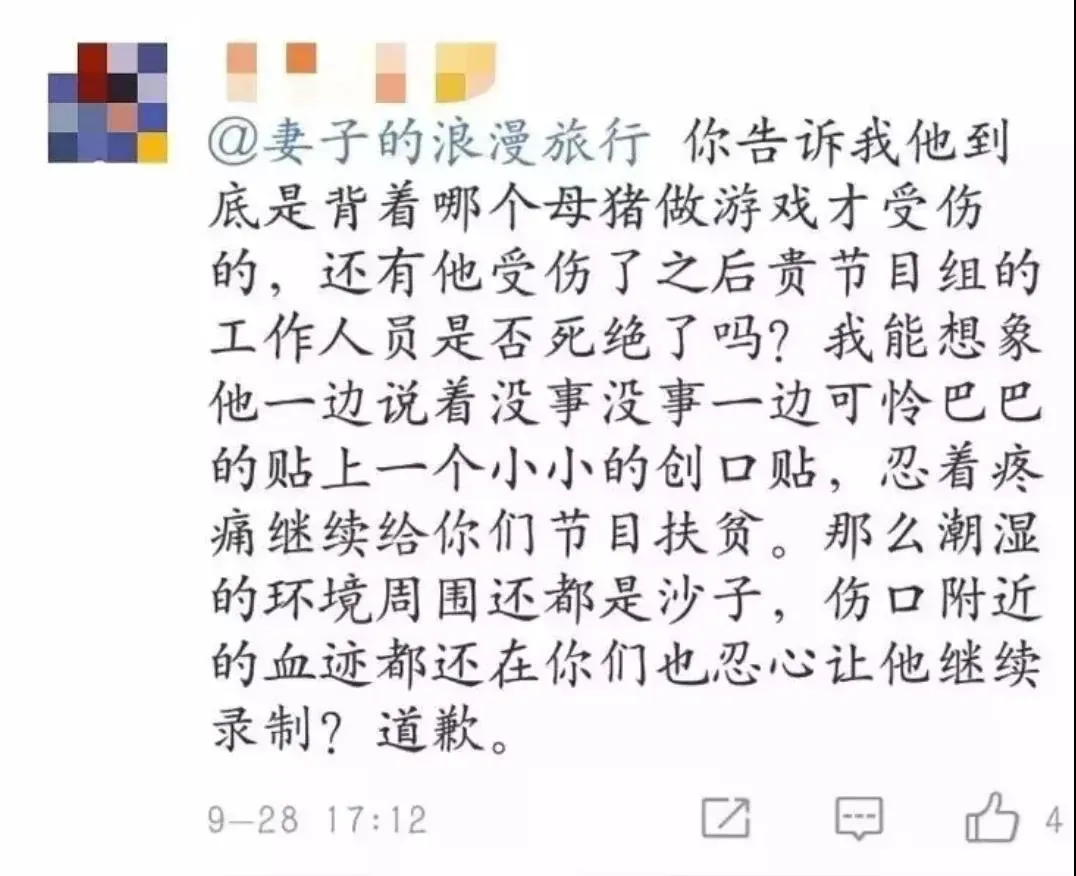 @妻子的浪漫旅行 你告诉我他到
底是背着哪个母猪做游戏才受伤
的，还有他受伤了之后贵节目组的
工作人员是否死绝了吗？我能想象
他一边说着没事没事一边可怜巴巴
的贴上一个小小的创口贴，忍着疼
痛继续给你们节目扶贫。那么潮湿
的环境周围还都是沙子，伤口附近
的血迹都还在你们也忍心让他继续
录制？道歉。
9-28 17:12
4